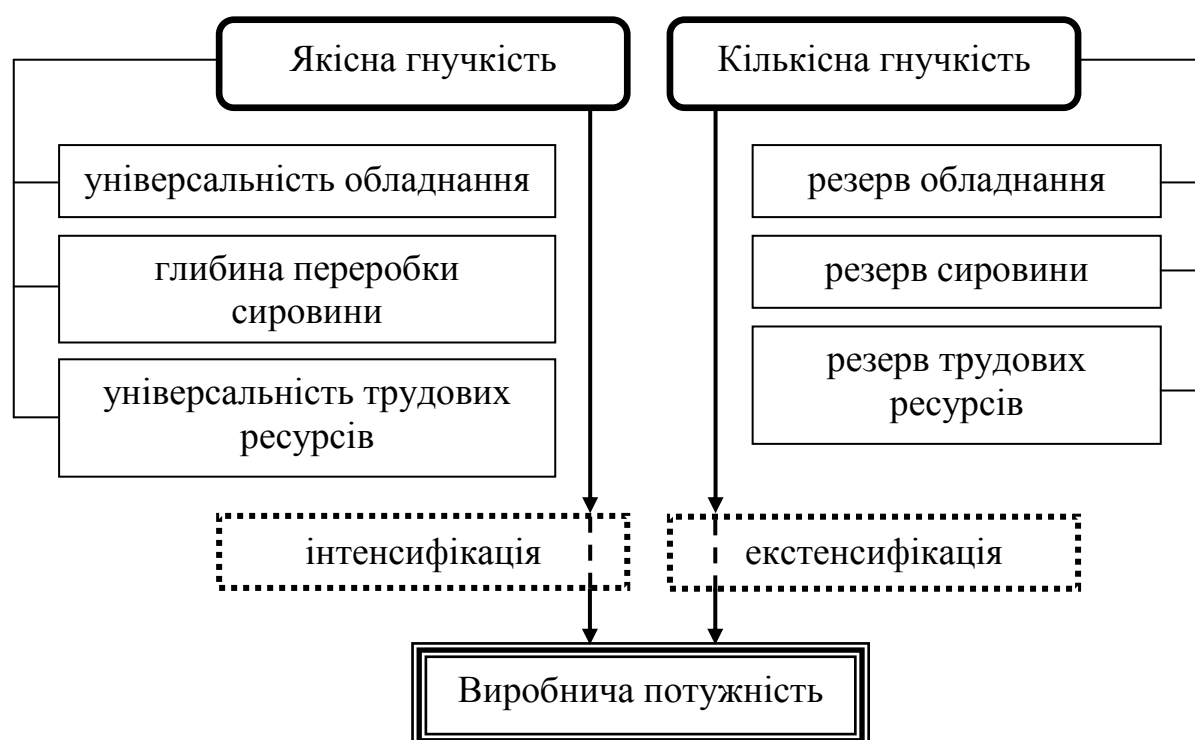 Якісна гнучкість
Кількісна гнучкість
універсальність обладнання
глибина переробки
сировини
універсальність трудових
ресурсів
резерв обладнання
резерв сировини
резерв трудових
ресурсів
інтенсифікація
екстенсифікація
Виробнича потужність